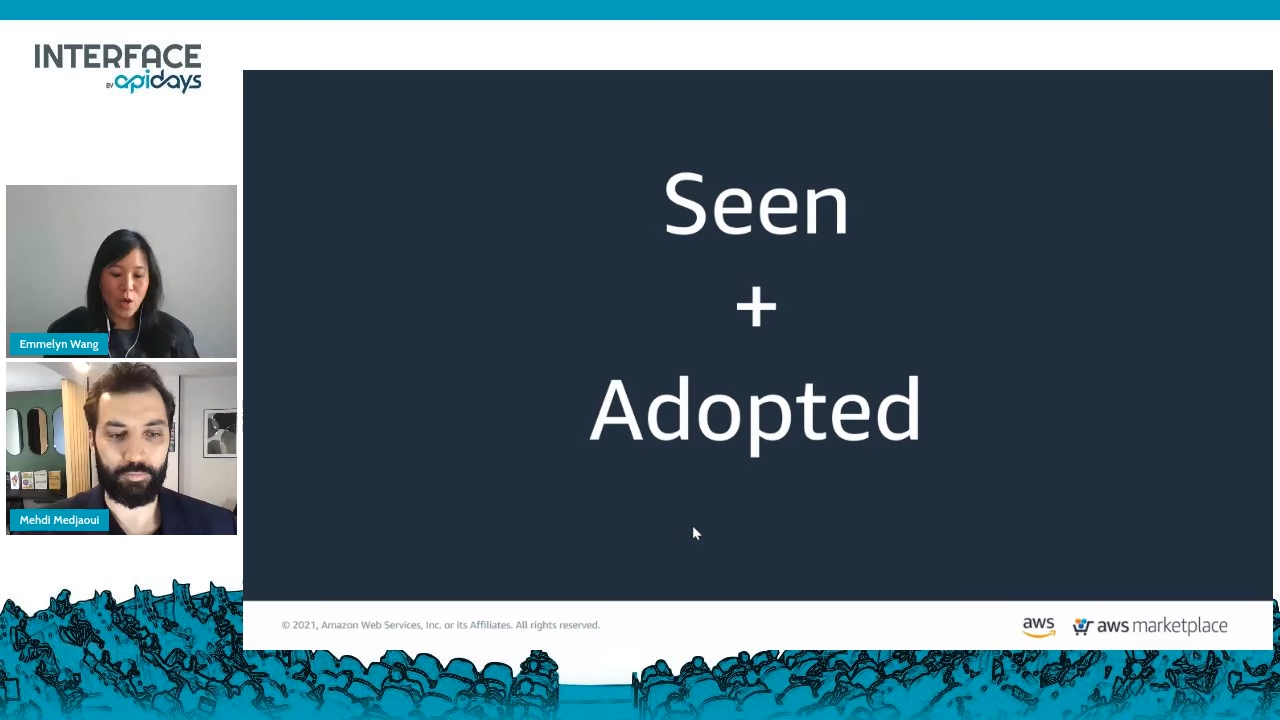 INTERFACE
BY apidays
Seen
+
Adopted
Emmelyn Wang
Mehdi Medjaoui
© 2021, Amazon Web Services, Inc. or its Affiliates. All rights reserved.
aws
aws marketplace